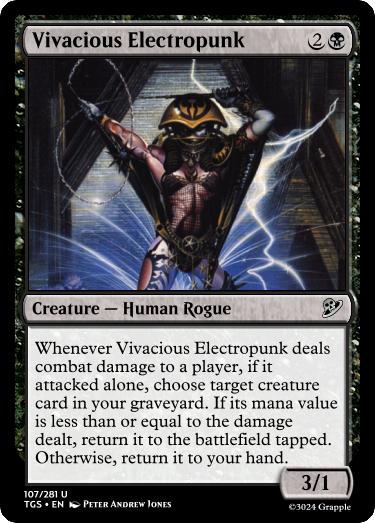 Vivacious Electropunk 2
Creature — Human Rogue
Whenever Vivacious Electropunk deals
combat damage to a player, if it
attacked alone, choose target creature
card in your graveyard. If its mana value
is less than or equal to the damage
dealt, return it to the battlefield tapped.
Otherwise, return it to your hand.
3/1
107/281 U
TGS • EN Peter Andrew Jones
©3024 Grapple